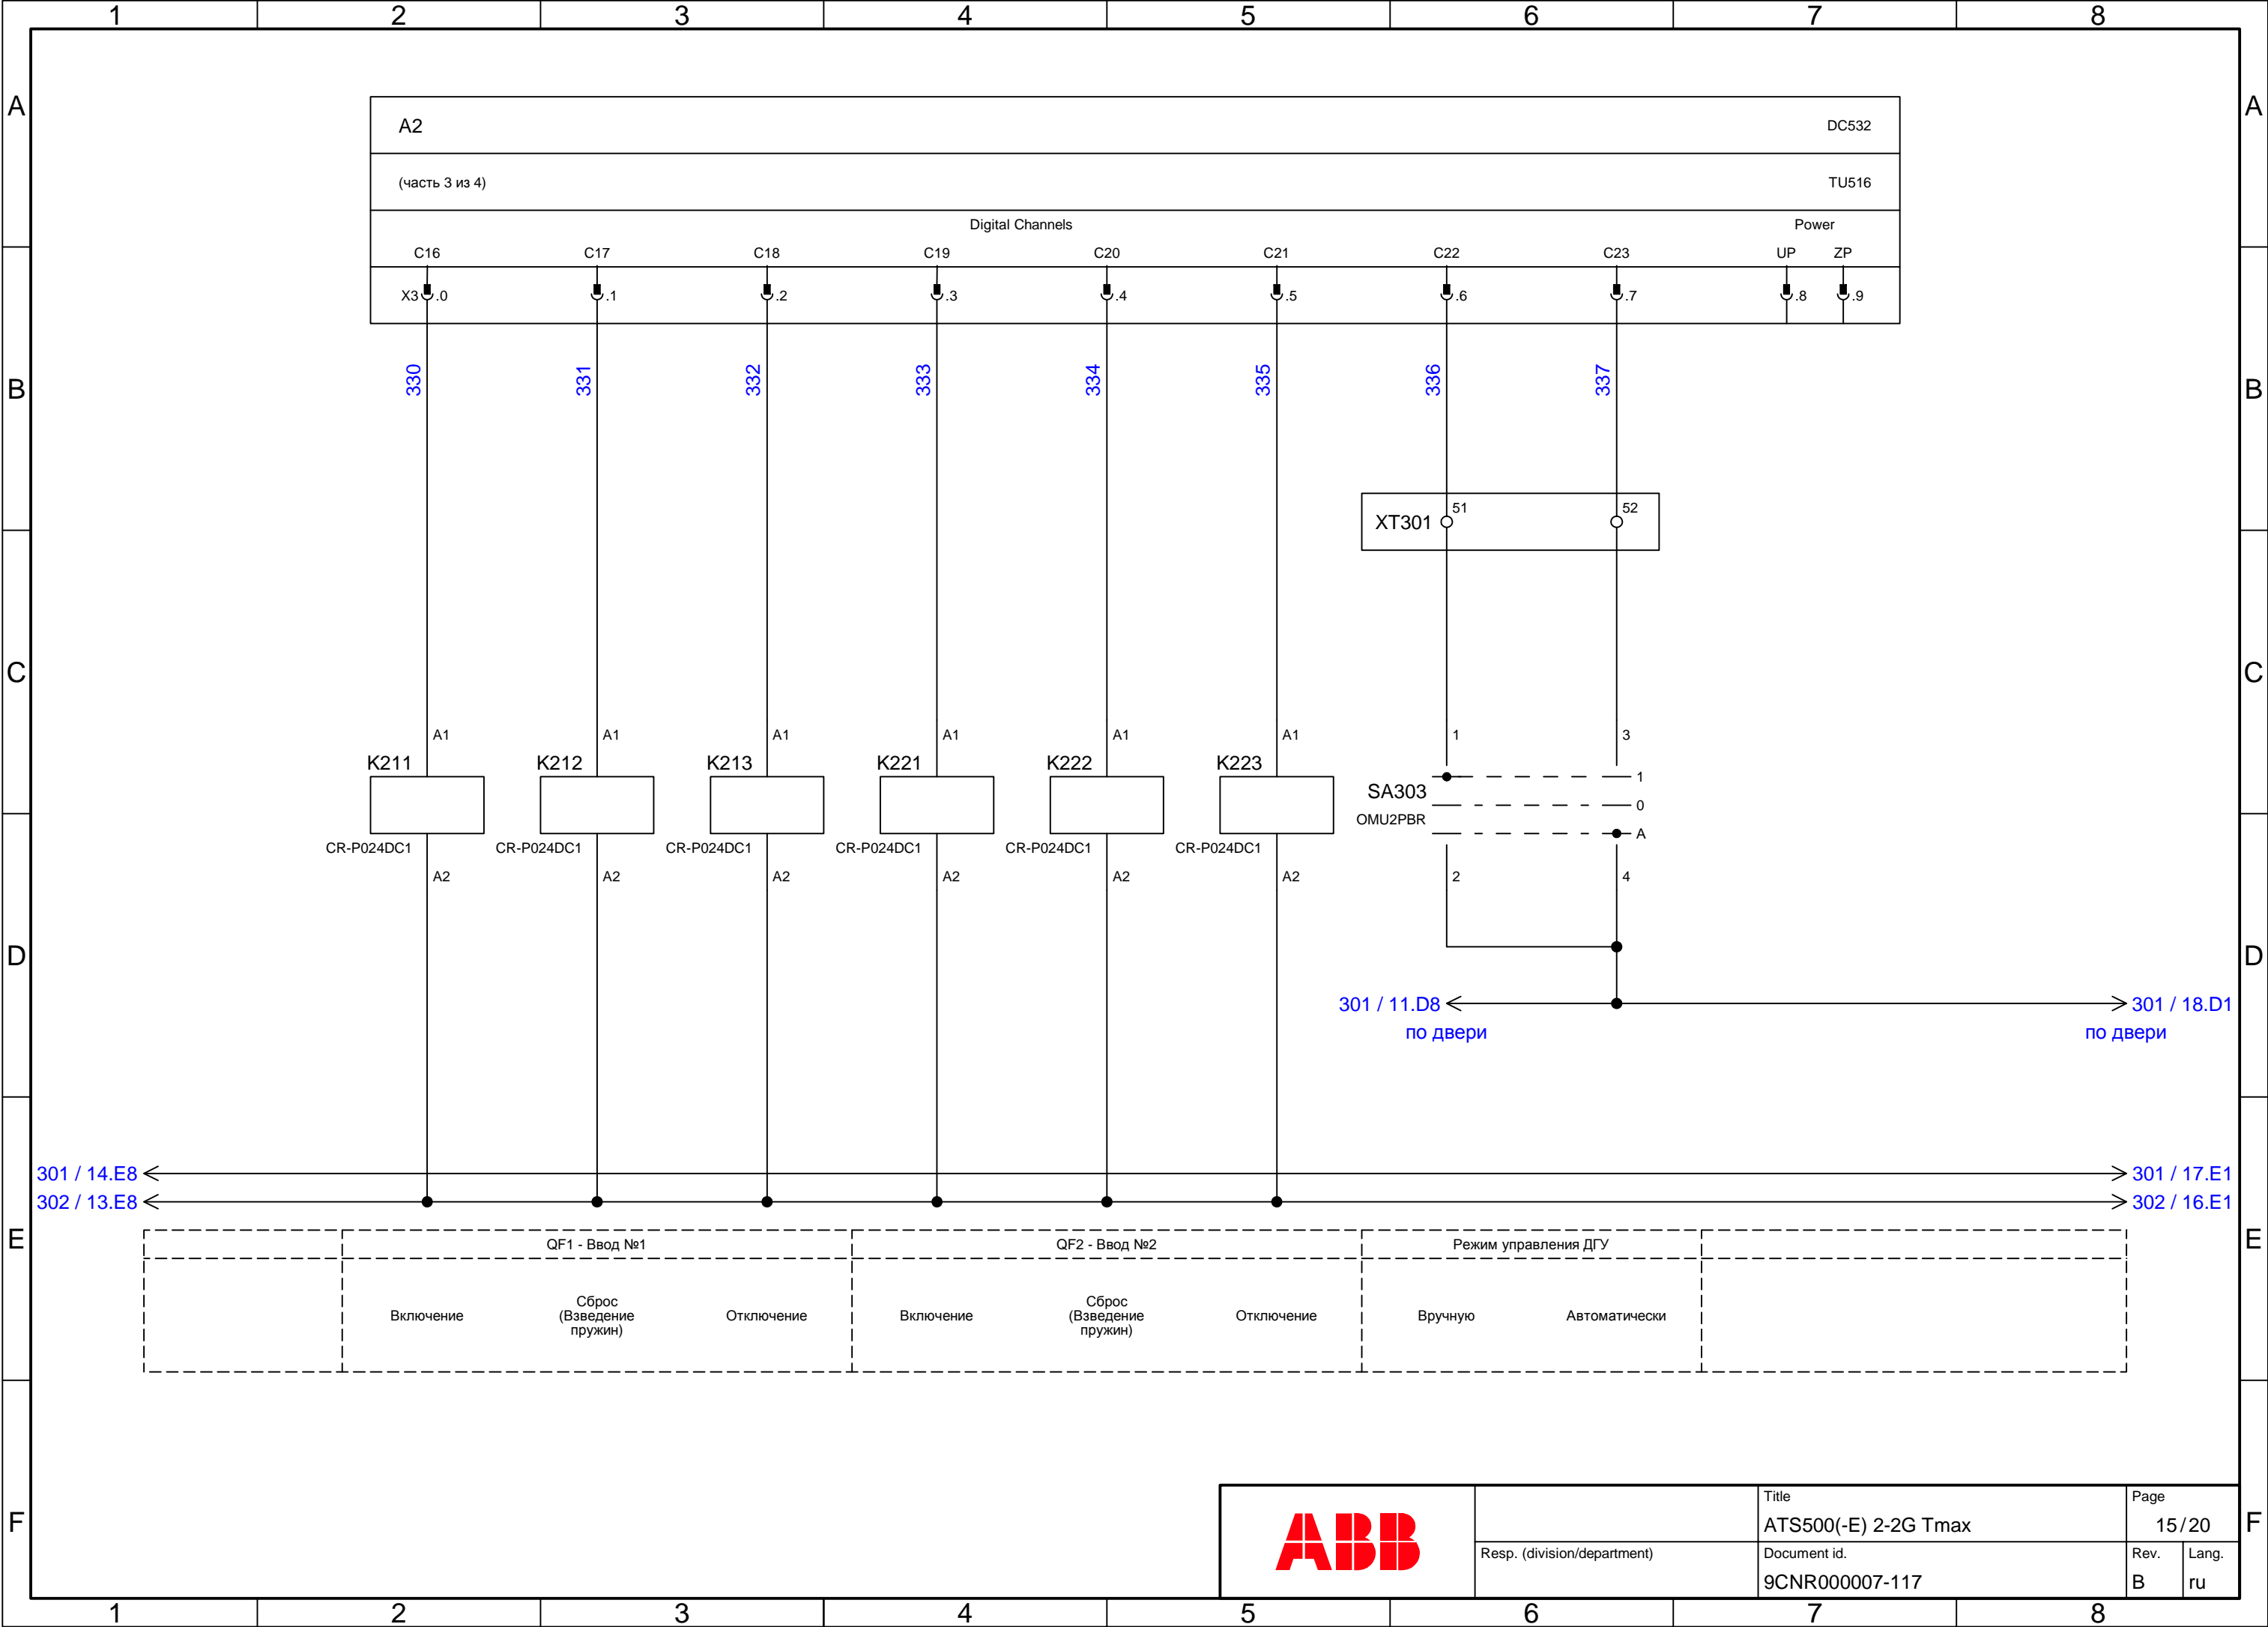 1 2 3 4 5 6 7 8
A A
A2 DC532
(часть 3 из 4) TU516
Digital Channels Power
C16 C17 C18 C19 C20 C21 C22 C23 UP ZP
X3 .0 .1 .2 .3 .4 .5 .6 .7 .8 .9
B B
330 331 332 333 334 335 336 337
XT301 51 52
C C
A1 A1 A1 A1 A1 A1 1 3
K211 K212 K213 K221 K222 K223
SA303 1
0
OMU2PBR A
CR-P024DC1 CR-P024DC1 CR-P024DC1 CR-P024DC1 CR-P024DC1 CR-P024DC1
A2 A2 A2 A2 A2 A2 2 4
D D
301 / 11.D8 301 / 18.D1
по двери по двери
301 / 14.E8 301 / 17.E1
302 / 13.E8 302 / 16.E1
E E
QF1 - Ввод №1 QF2 - Ввод №2 Режим управления ДГУ
Включение Сброс (Взведение пружин) Отключение Включение Сброс (Взведение пружин) Отключение Вручную Автоматически
F F
ABB
Title Page
ATS500(-E) 2-2G Tmax 15/20
Resp. (division/department) Document id. Rev. Lang.
9CNR000007-117 B ru
1 2 3 4 5 6 7 8